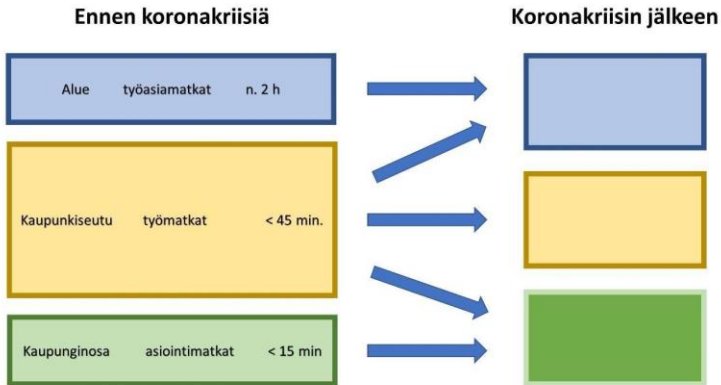 Ennen koronakriisiä
Koronakriisin jälkeen
Alue työasiamatkat n. 2 h
Kaupunkiseutu työmatkat < 45 min.
Kaupunginosa asiointimatkat < 15 min